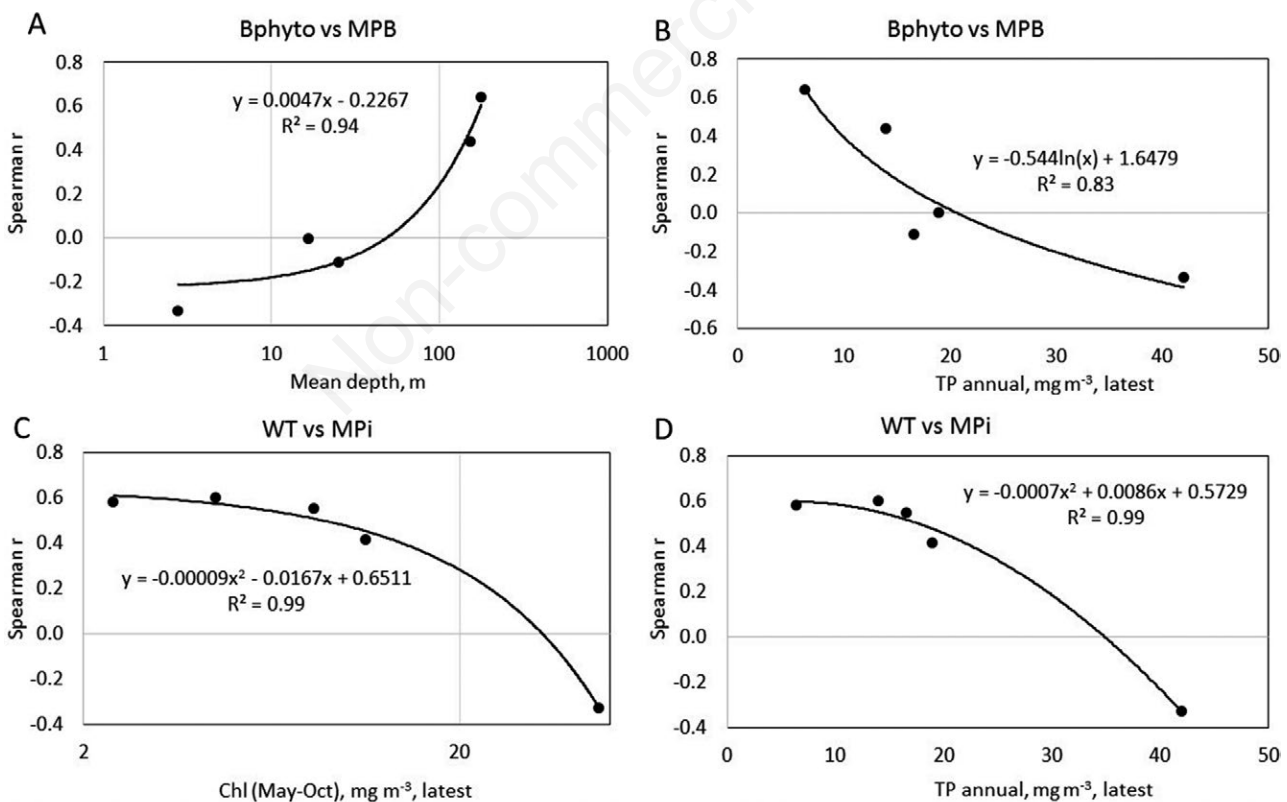 A
Bphyto vs MPB
0.8
0.6
0.4
0.2
0.0
-0.2
-0.4
Spearman r
y = 0.0047x - 0.2267
R² = 0.94
1
10
100
1000
Mean depth, m
B
Bphyto vs MPB
0.8
0.6
0.4
0.2
0.0
-0.2
-0.4
-0.6
Spearman r
y = -0.544ln(x) + 1.6479
R² = 0.83
0
10
20
30
40
50
TP annual, mg m⁻³, latest
C
WT vs MPi
0.8
0.6
0.4
0.2
0.0
-0.2
-0.4
Spearman r
y = -0.00009x² - 0.0167x + 0.6511
R² = 0.99
2
20
Chl (May-Oct), mg m⁻³, latest
D
WT vs MPi
0.8
0.6
0.4
0.2
0.0
-0.2
-0.4
Spearman r
y = -0.0007x² + 0.0086x + 0.5729
R² = 0.99
0
10
20
30
40
50
TP annual, mg m⁻³, latest
Non-commerc